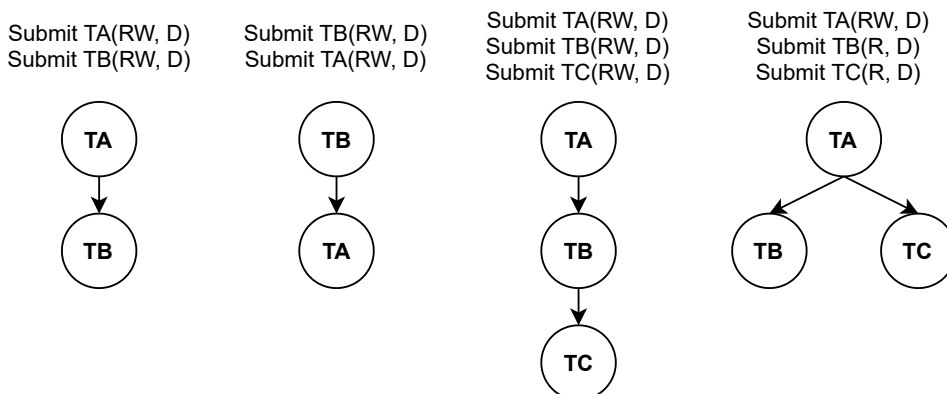 Submit TA(RW, D)
Submit TB(RW, D)
TA
TB
Submit TB(RW, D)
Submit TA(RW, D)
TB
TA
Submit TA(RW, D)
Submit TB(RW, D)
Submit TC(RW, D)
TA
TB
TC
Submit TA(RW, D)
Submit TB(R, D)
Submit TC(R, D)
TA
TB
TC